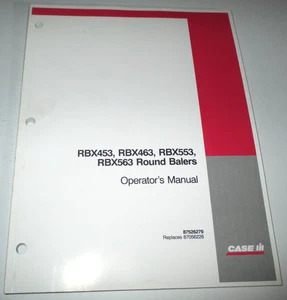 RBX453, RBX463, RBX553,
RBX563 Round Balers
Operator's Manual
87526279
Replaces 87056228
CASE IH